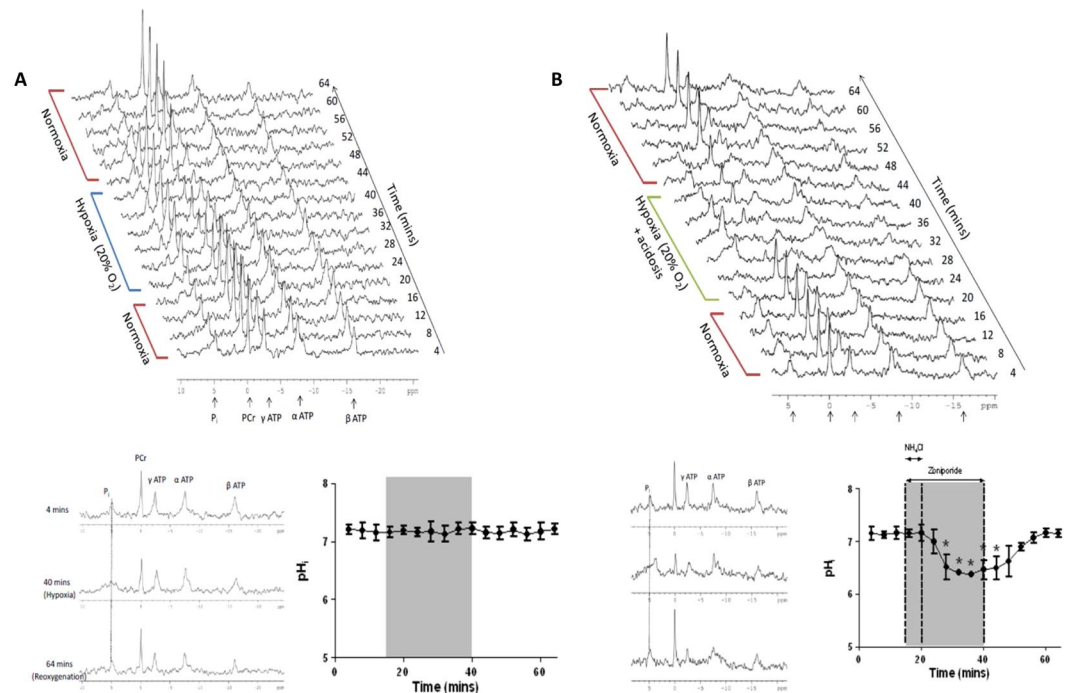 A
Normoxia
Hypoxia (20% O₂)
Normoxia
64
60
56
52
48
44
40
36
32
28
24
20
16
12
8
4
Time (mins)
10 5 0 -5 -10 -15 -20 ppm
Pᵢ PCr γ ATP α ATP β ATP
B
Normoxia
Hypoxia (20% O₂)
+ acidosis
Normoxia
64
60
56
52
48
44
40
36
32
28
24
20
16
12
8
4
Time (mins)
5 0 -5 -10 -15 ppm
PCr
Pᵢ γ ATP α ATP β ATP
4 mins
40 mins
(Hypoxia)
64 mins
(Reoxygenation)
8
7
6
5
pHᵢ
0 20 40 60
Time (mins)
Pᵢ γ ATP α ATP β ATP
NH₄Cl
Zoniporide
8
7
6
5
pHᵢ
* * * * *
0 20 40 60
Time (mins)